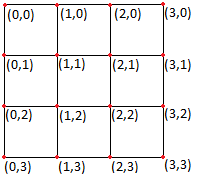 (0,0) (1,0) (2,0) (3,0)
(0,1) (1,1) (2,1) (3,1)
(0,2) (1,2) (2,2) (3,2)
(0,3) (1,3) (2,3) (3,3)